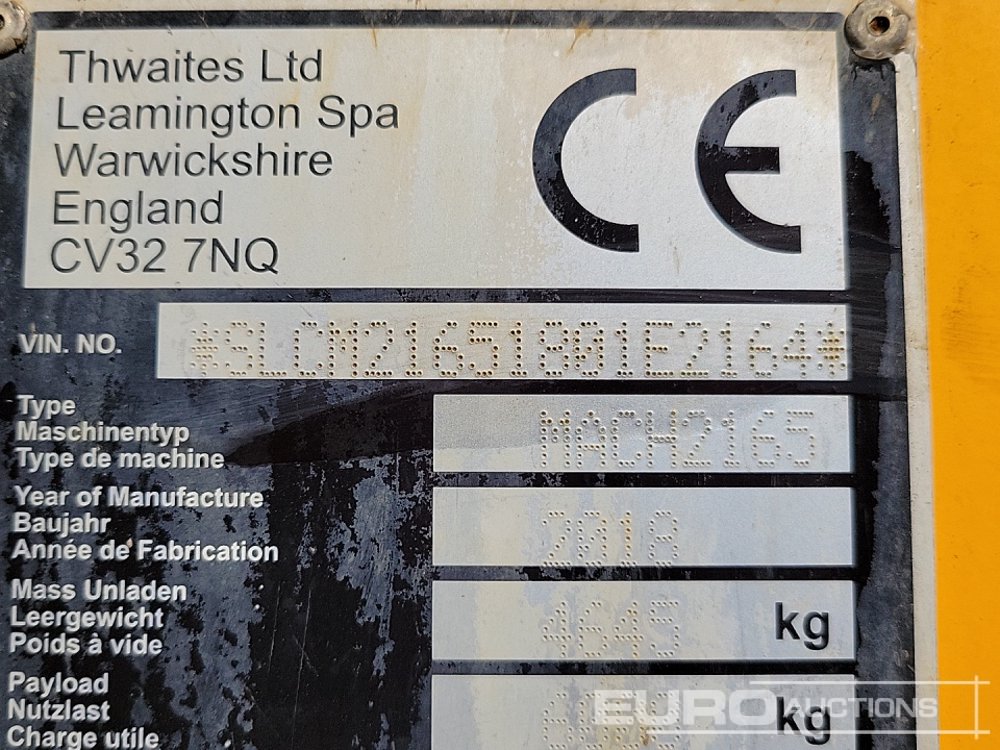 Thwaites Ltd
Leamington Spa
Warwickshire
England
CV32 7NQ
CE
VIN. NO. *SLCM21651801E2164*
Type
Maschinentyp
Type de machine
MACH2165
Year of Manufacture
Baujahr
Année de Fabrication
2018
Mass Unladen
Leergewicht
Poids à vide
4645 kg
Payload
Nutzlast
Charge utile
kg
EURO AUCTIONS